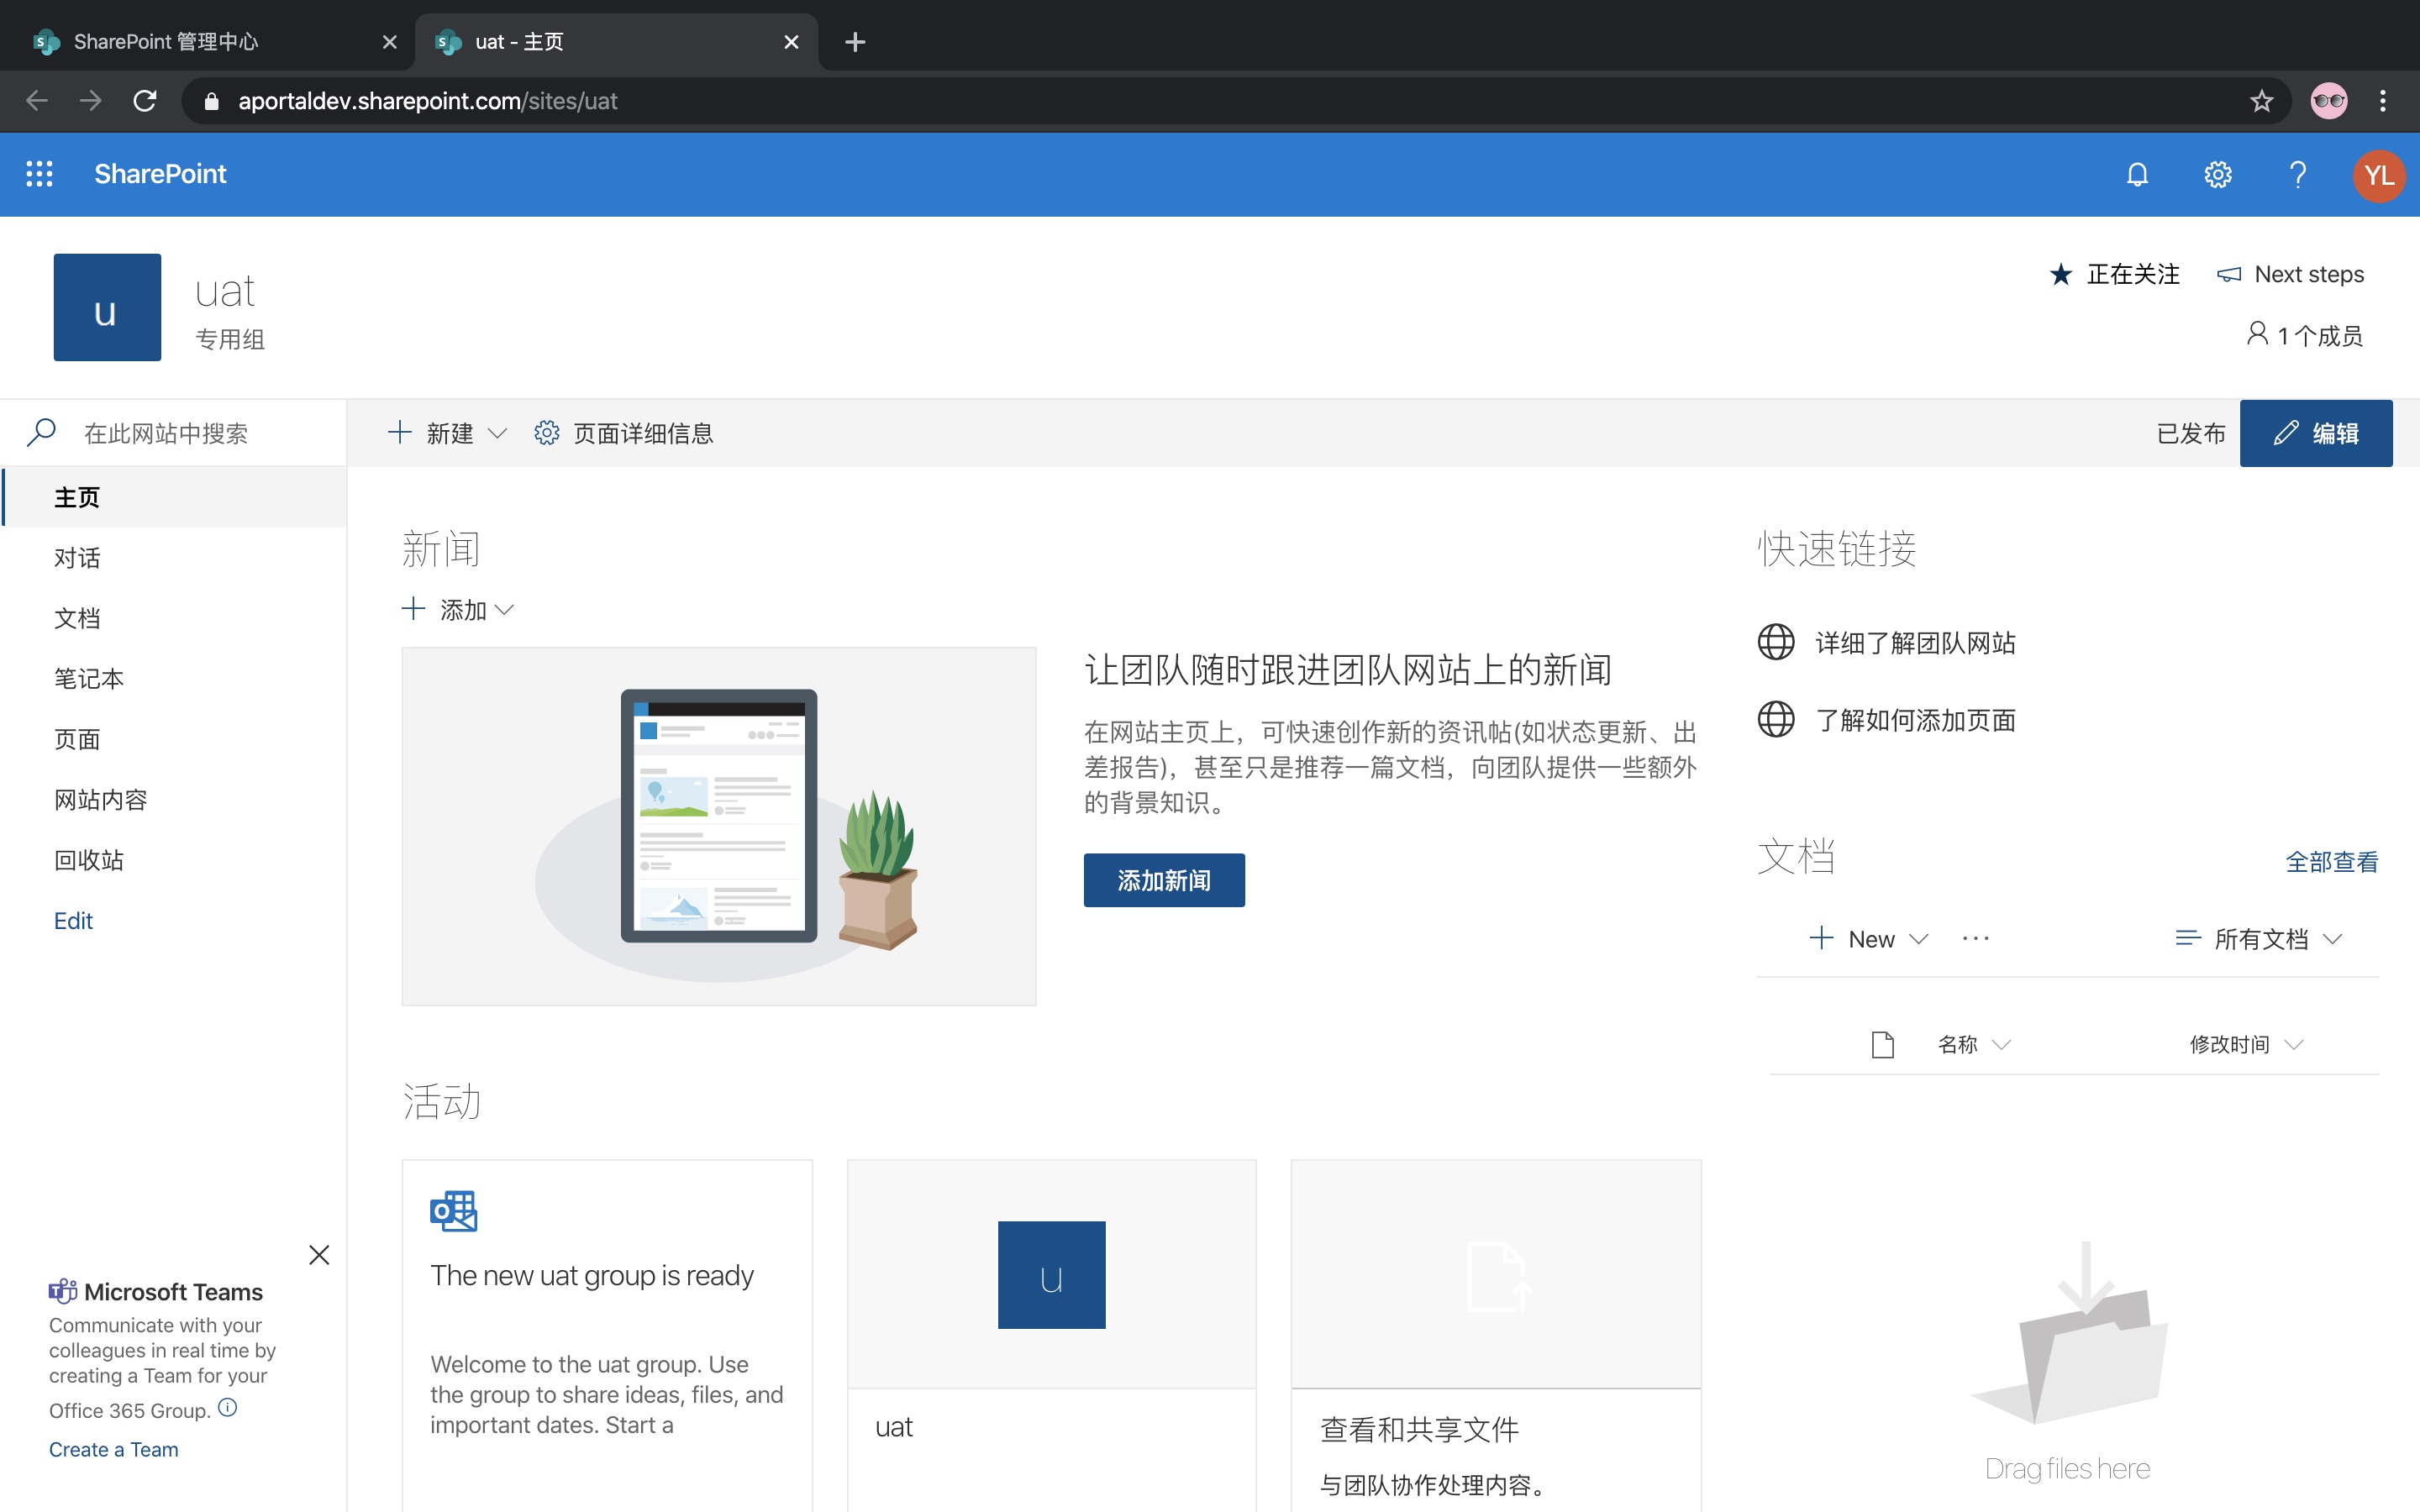 SharePoint 管理中心
uat - 主页
aportaldev.sharepoint.com/sites/uat
SharePoint
YL
u
uat
专用组
正在关注
Next steps
1 个成员
在此网站中搜索
新建
页面详细信息
已发布
编辑
主页
对话
文档
笔记本
页面
网站内容
回收站
Edit
新闻
添加
让团队随时跟进团队网站上的新闻
在网站主页上，可快速创作新的资讯帖(如状态更新、出
差报告)，甚至只是推荐一篇文档，向团队提供一些额外
的背景知识。
添加新闻
快速链接
详细了解团队网站
了解如何添加页面
文档
全部查看
New
所有文档
名称
修改时间
Drag files here
活动
The new uat group is ready
Welcome to the uat group. Use
the group to share ideas, files, and
important dates. Start a
u
uat
查看和共享文件
与团队协作处理内容。
Microsoft Teams
Communicate with your
colleagues in real time by
creating a Team for your
Office 365 Group.
Create a Team